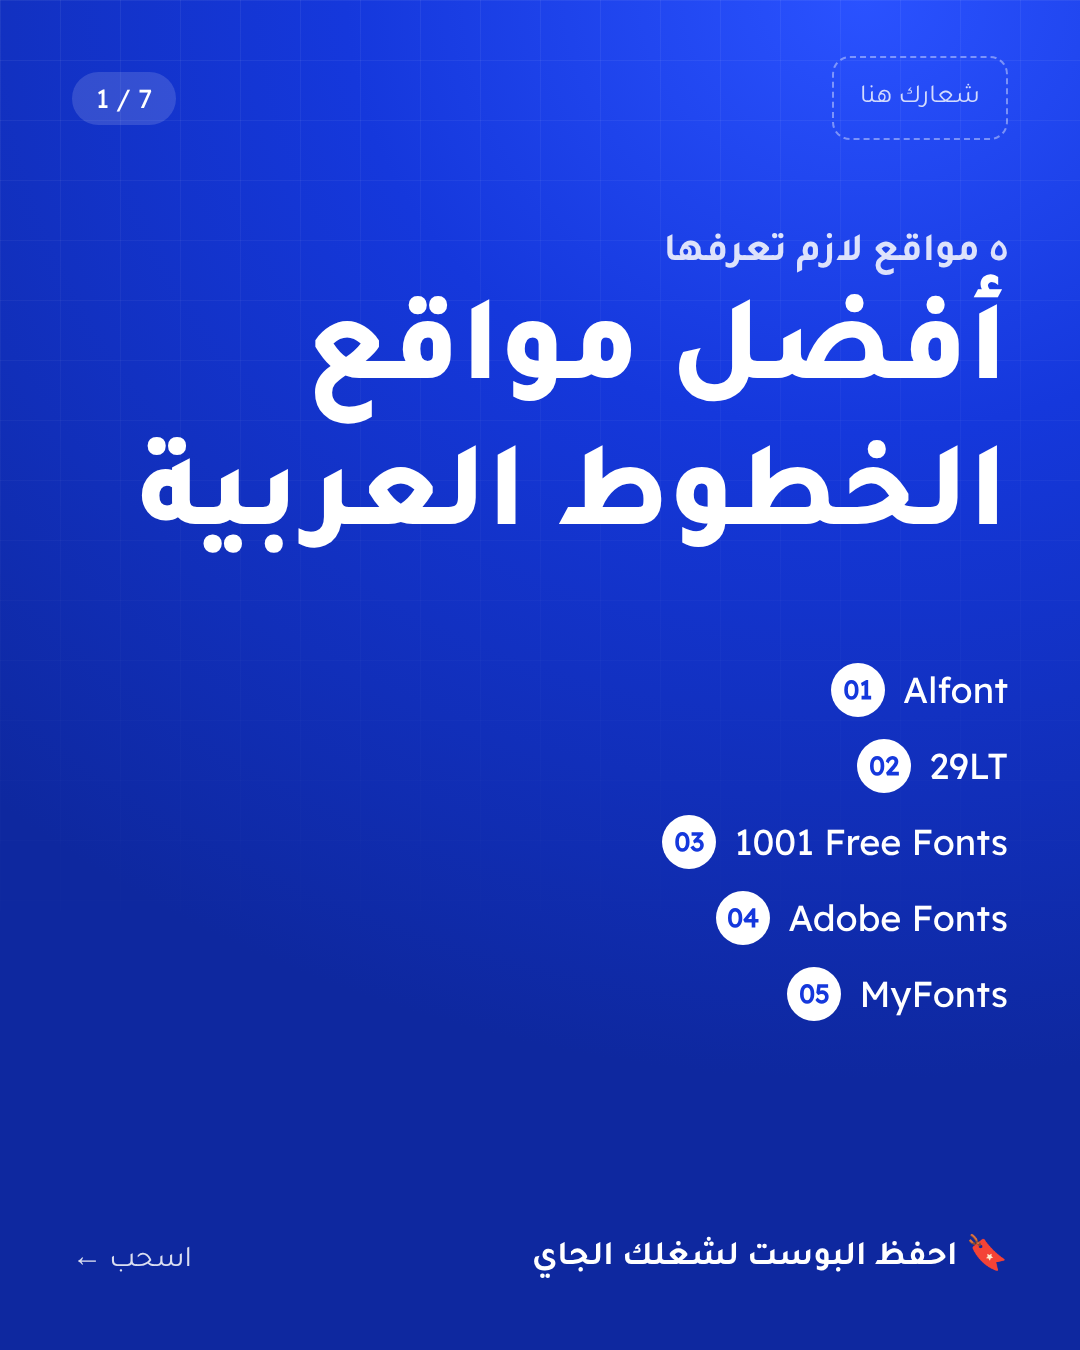 شعارك هنا
1 / 7
٥ مواقع لازم تعرفها
أفضل مواقع
الخطوط العربية
01 Alfont
02 29LT
03 1001 Free Fonts
04 Adobe Fonts
05 MyFonts
🔖 احفظ البوست لشغلك الجاي
اسحب ←